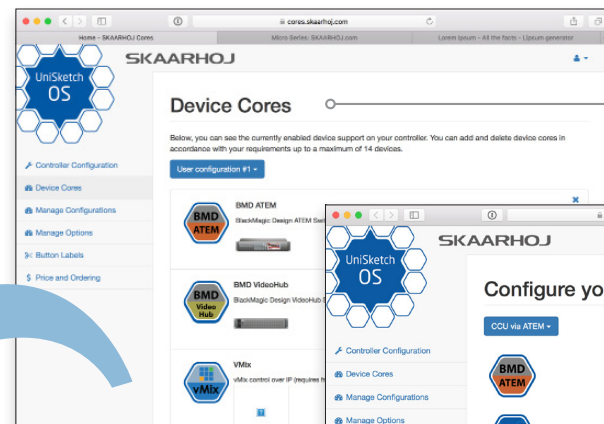 cores.skaarhoj.com
Home – SKAARHOJ Cores
Micro Series: SKAARHOJ.com
Lorem Ipsum - All the facts - Lipsum generator
UniSketch
OS
SKAARHOJ
Device Cores
Below, you can see the currently enabled device support on your controller. You can add and delete device cores in
accordance with your requirements up to a maximum of 14 devices.
User configuration #1
Controller Configuration
Device Cores
Manage Configurations
Manage Options
Button Labels
$ Price and Ordering
BMD
ATEM
BMD ATEM
BlackMagic Design ATEM
BMD
Video
Hub
BMD VideoHub
BlackMagic Design VideoHub
vMix
VMix
vMix control over IP (requires
UniSketch
OS
SKAARHOJ
Configure yo
CCU via ATEM
Controller Configuration
Device Cores
Manage Configurations
Manage Options
BMD
ATEM